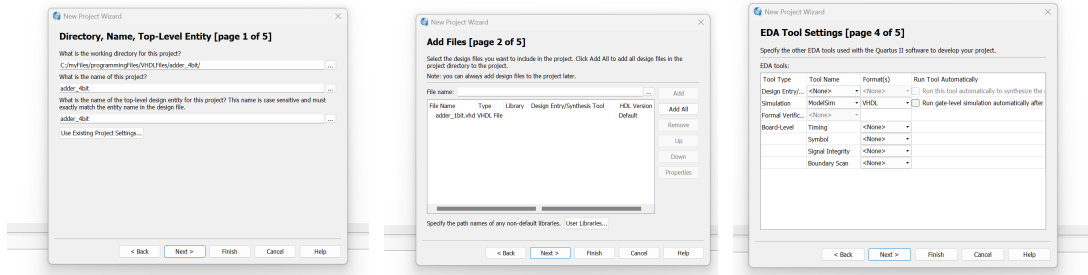 New Project Wizard
Directory, Name, Top-Level Entity [page 1 of 5]
What is the working directory for this project?
C:/myFiles/programmingFiles/VHDLFiles/adder_4bit/
...
What is the name of this project?
adder_4bit
...
What is the name of the top-level design entity for this project? This name is case sensitive and must
exactly match the entity name in the design file.
adder_4bit
...
Use Existing Project Settings...
< Back Next > Finish Cancel Help
New Project Wizard
Add Files [page 2 of 5]
Select the design files you want to include in the project. Click Add All to add all design files in the
project directory to the project.
Note: you can always add design files to the project later.
File name: ... Add
File Name Type Library Design Entry/Synthesis Tool HDL Version Add All
adder_1bit.vhd VHDL File Default
Remove
Up
Down
Properties
Specify the path names of any non-default libraries. User Libraries...
< Back Next > Finish Cancel Help
New Project Wizard
EDA Tool Settings [page 4 of 5]
Specify the other EDA tools used with the Quartus II software to develop your project.
EDA tools:
Tool Type Tool Name Format(s) Run Tool Automatically
Design Entry/... <None> <None> Run this tool automatically to synthesize the
Simulation ModelSim VHDL Run gate-level simulation automatically after
Formal Verific... <None>
Board-Level Timing <None>
Symbol <None>
Signal Integrity <None>
Boundary Scan <None>
< Back Next > Finish Cancel Help